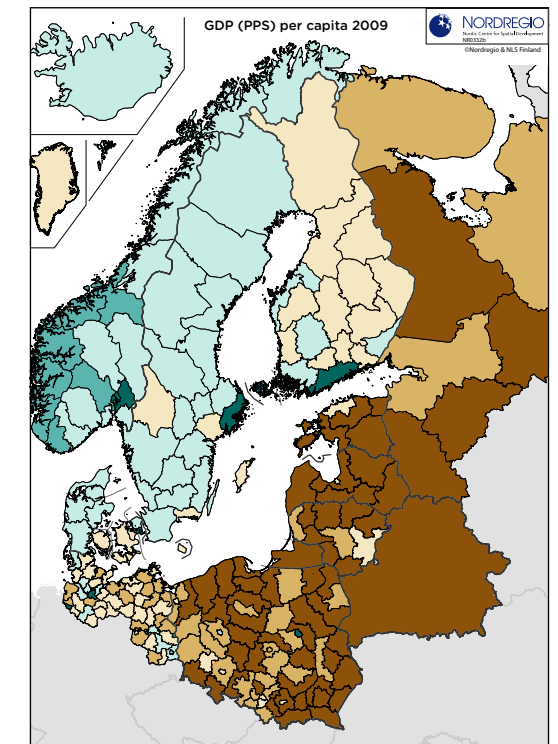 GDP (PPS) per capita 2009
NORDREGIO
Nordic Centre for Spatial Development
NR0332b
©Nordregio & NLS Finland